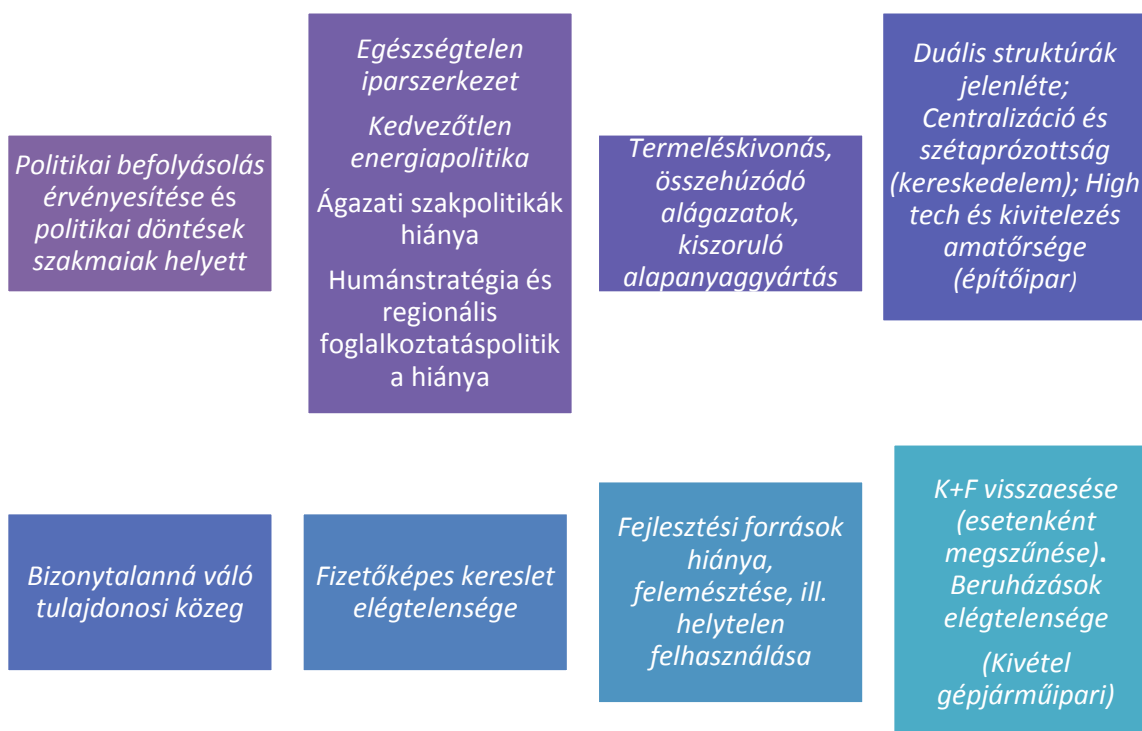 Politikai befolyásolás
érvényesítése és
politikai döntések
szakmaiak helyett
Egészségtelen
iparszerkezet
Kedvezőtlen
energiapolitika
Ágazati szakpolitikák
hiánya
Humánstratégia és
regionális
foglalkoztatáspolitik
a hiánya
Termeléskivonás,
összehúzódó
alágazatok,
kiszoruló
alapanyaggyártás
Duális struktúrák
jelenléte;
Centralizáció és
szétaprózottság
(kereskedelem); High
tech és kivitelezés
amatőrsége
(építőipar)
Bizonytalanná váló
tulajdonosi közeg
Fizetőképes kereslet
elégtelensége
Fejlesztési források
hiánya,
felemésztése, ill.
helytelen
felhasználása
K+F visszaesése
(esetenként
megszűnése).
Beruházások
elégtelensége
(Kivétel
gépjárműipari)